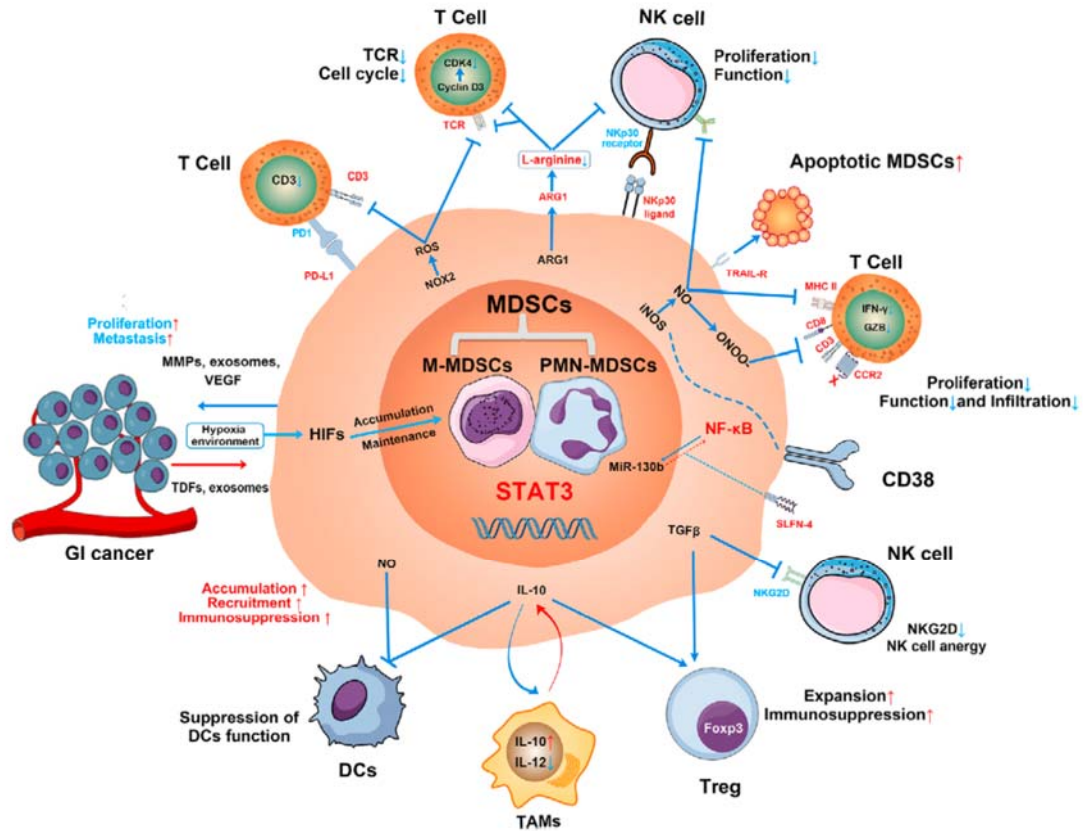 T Cell
NK cell
TCR↓
Cell cycle↓
CDK4↓
Cyclin D3
TCR
Proliferation↓
Function↓
NKp30
receptor
L-arginine↓
T Cell
CD3↓
CD3
PD1
PD-L1
ARG1
NKp30
ligand
Apoptotic MDSCs↑
TRAIL-R
ROS
NOX2
ARG1
T Cell
MHC II
IFN-γ↓
GZB↓
CD8
CD3
CCR2
NO
iNOS
ONOO-
MDSCs
M-MDSCs
PMN-MDSCs
Proliferation↑
Metastasis↑
MMPs, exosomes,
VEGF
Proliferation↓
Function↓and Infiltration↓
Hypoxia
environment
HIFs
Accumulation
Maintenance
NF-κB
MiR-130b
CD38
TDFs, exosomes
STAT3
SLFN-4
GI cancer
TGFβ
NK cell
NO
NKG2D
Accumulation ↑
Recruitment ↑
Immunosuppression ↑
IL-10
NKG2D↓
NK cell anergy
Suppression of
DCs function
DCs
IL-10↑
IL-12↓
TAMs
Foxp3
Treg
Expansion↑
Immunosuppression↑